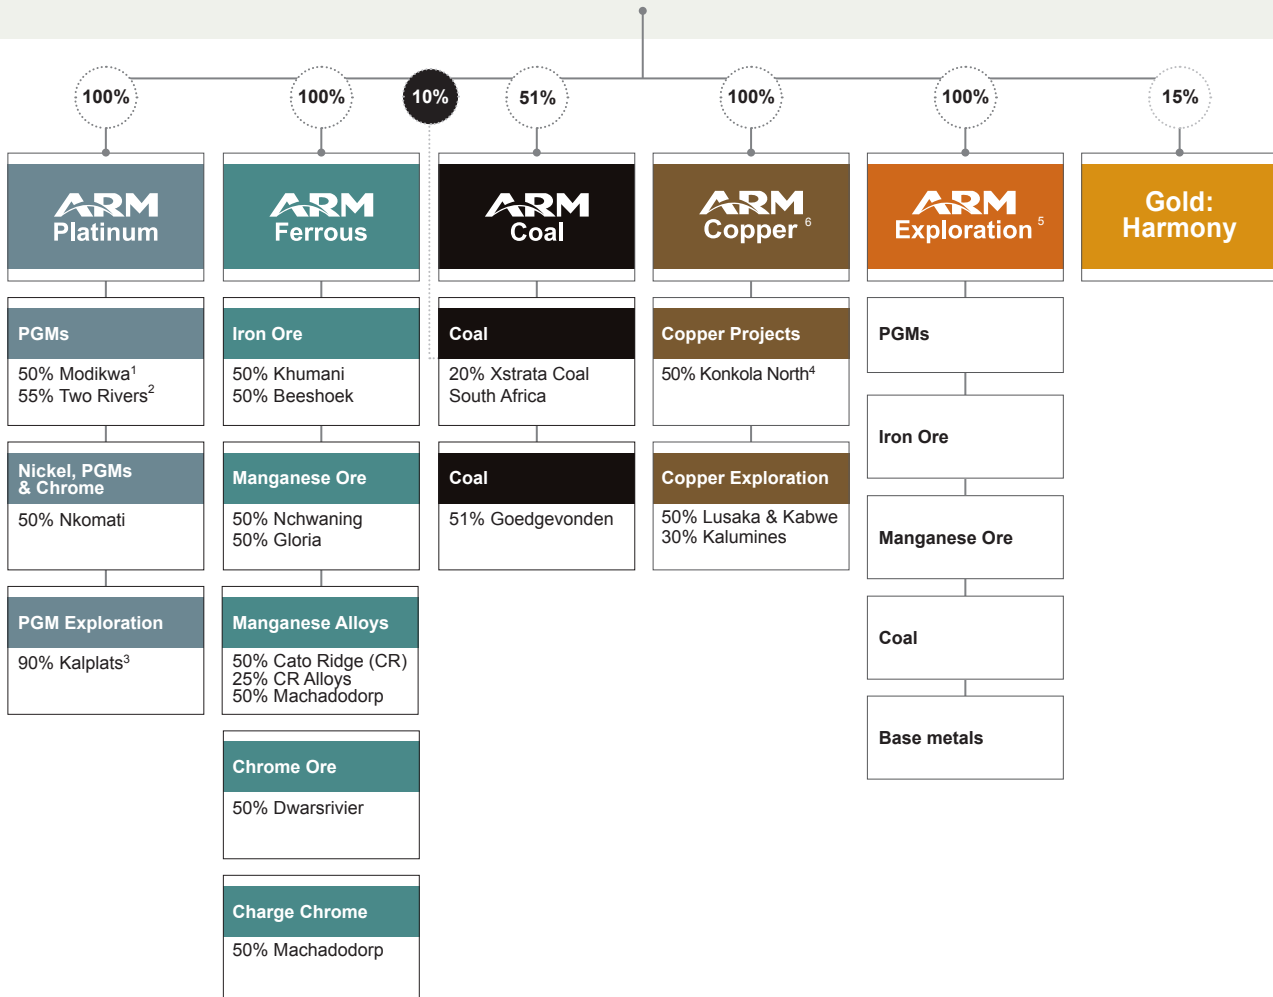 100%
100%
10%
51%
100%
100%
15%
ARM
Platinum
ARM
Ferrous
ARM
Coal
ARM
Copper 6
ARM
Exploration 5
Gold:
Harmony
PGMs
50% Modikwa1
55% Two Rivers2
Nickel, PGMs
& Chrome
50% Nkomati
PGM Exploration
90% Kalplats3
Iron Ore
50% Khumani
50% Beeshoek
Manganese Ore
50% Nchwaning
50% Gloria
Manganese Alloys
50% Cato Ridge (CR)
25% CR Alloys
50% Machadodorp
Chrome Ore
50% Dwarsrivier
Charge Chrome
50% Machadodorp
Coal
20% Xstrata Coal
South Africa
Coal
51% Goedgevonden
Copper Projects
50% Konkola North4
Copper Exploration
50% Lusaka & Kabwe
30% Kalumines
PGMs
Iron Ore
Manganese Ore
Coal
Base metals